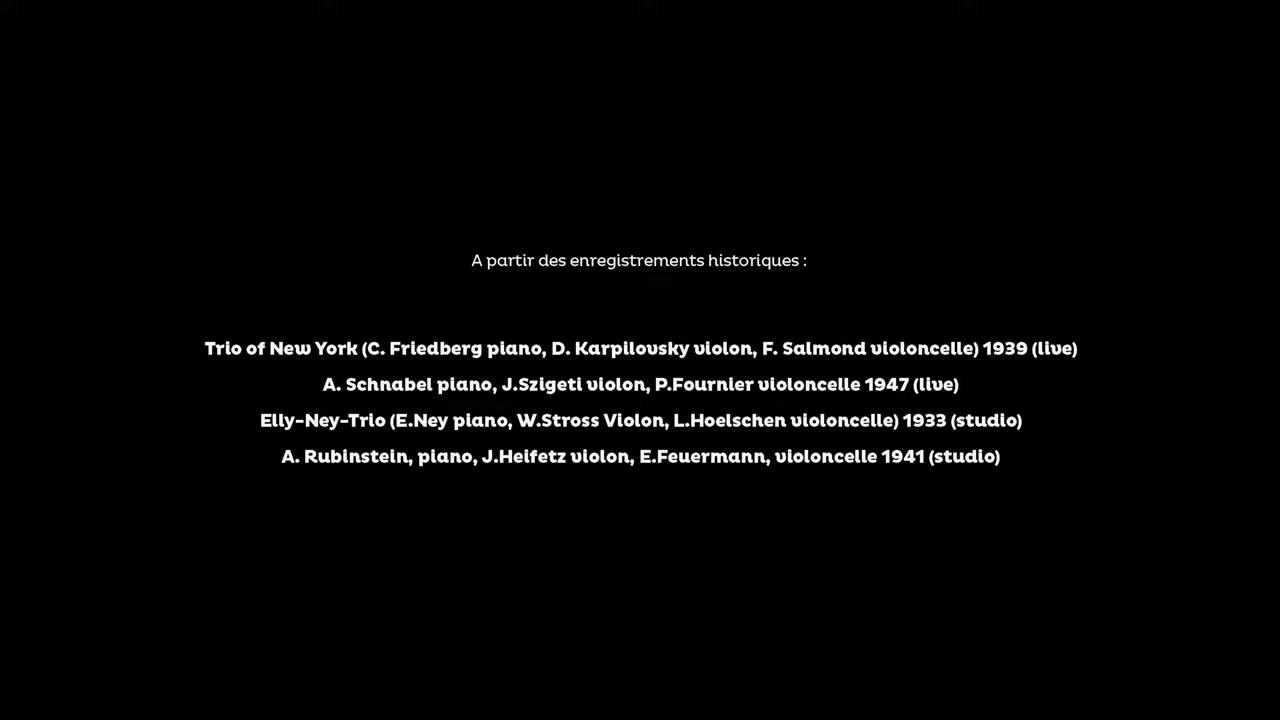 A partir des enregistrements historiques :
Trio of New York (C. Friedberg piano, D. Karpilovsky violon, F. Salmond violoncelle) 1939 (live)
A. Schnabel piano, J.Szigeti violon, P.Fournier violoncelle 1947 (live)
Elly-Ney-Trio (E.Ney piano, W.Stross Violon, L.Hoelschen violoncelle) 1933 (studio)
A. Rubinstein, piano, J.Heifetz violon, E.Feuermann, violoncelle 1941 (studio)